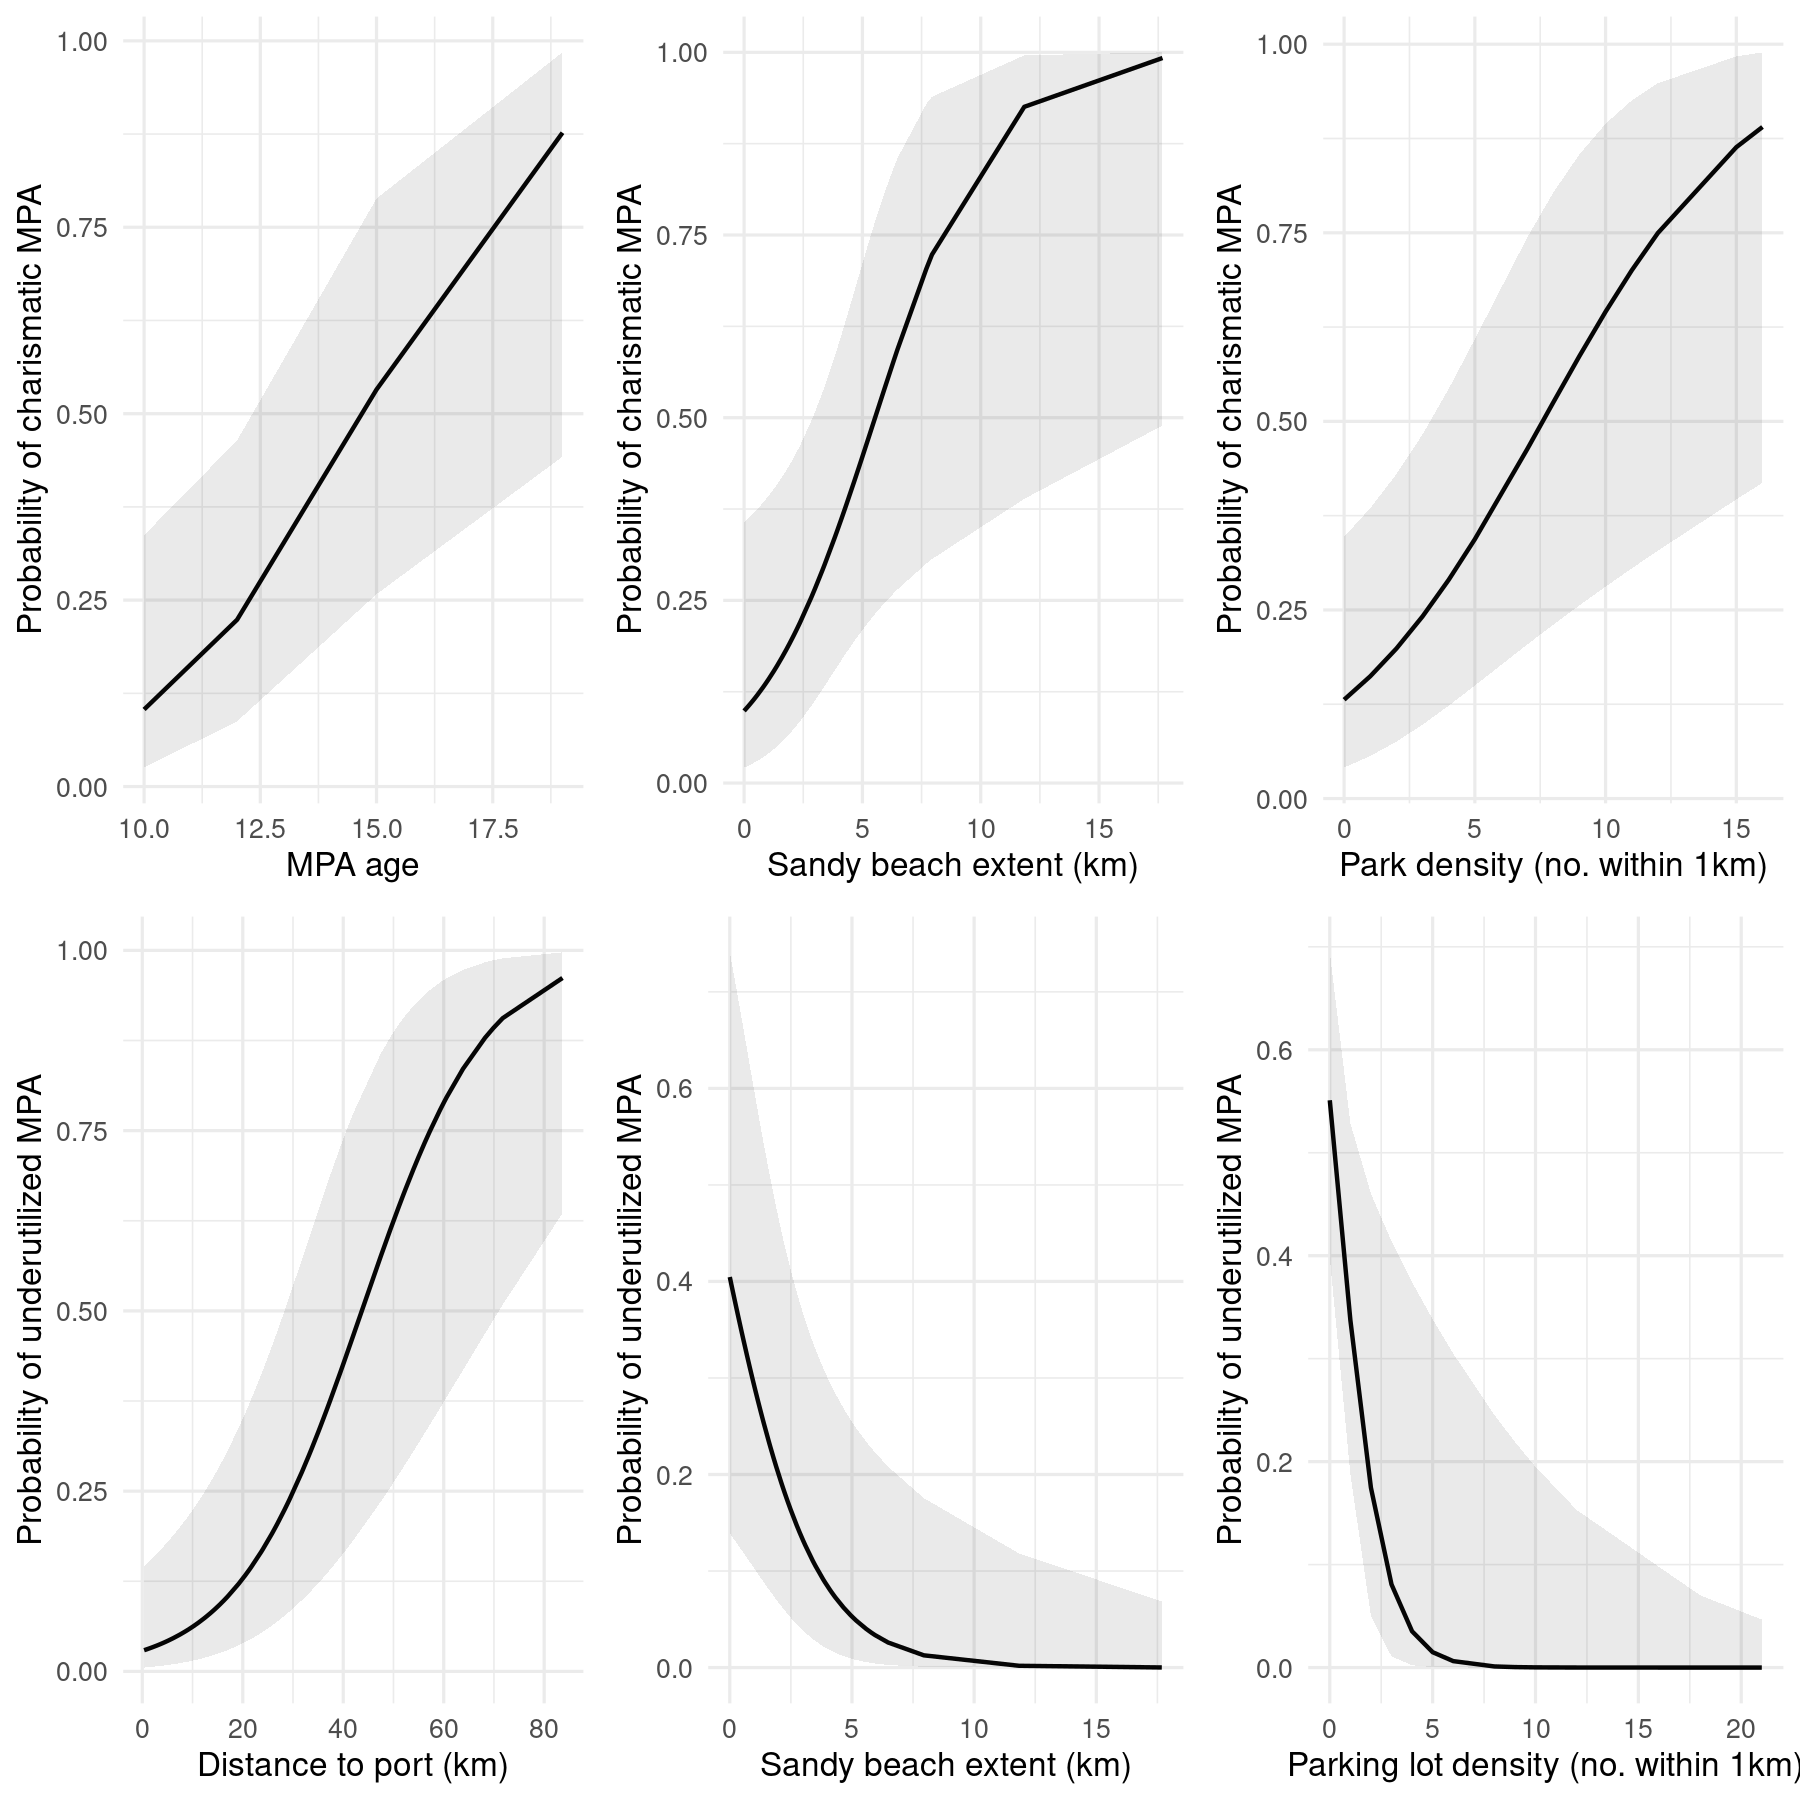 1.00
0.75
0.50
0.25
0.00
Probability of charismatic MPA
10.0 12.5 15.0 17.5
MPA age
1.00
0.75
0.50
0.25
0.00
Probability of charismatic MPA
0 5 10 15
Sandy beach extent (km)
1.00
0.75
0.50
0.25
0.00
Probability of charismatic MPA
0 5 10 15
Park density (no. within 1km)
1.00
0.75
0.50
0.25
0.00
Probability of underutilized MPA
0 20 40 60 80
Distance to port (km)
0.6
0.4
0.2
0.0
Probability of underutilized MPA
0 5 10 15
Sandy beach extent (km)
0.6
0.4
0.2
0.0
Probability of underutilized MPA
0 5 10 15 20
Parking lot density (no. within 1km)